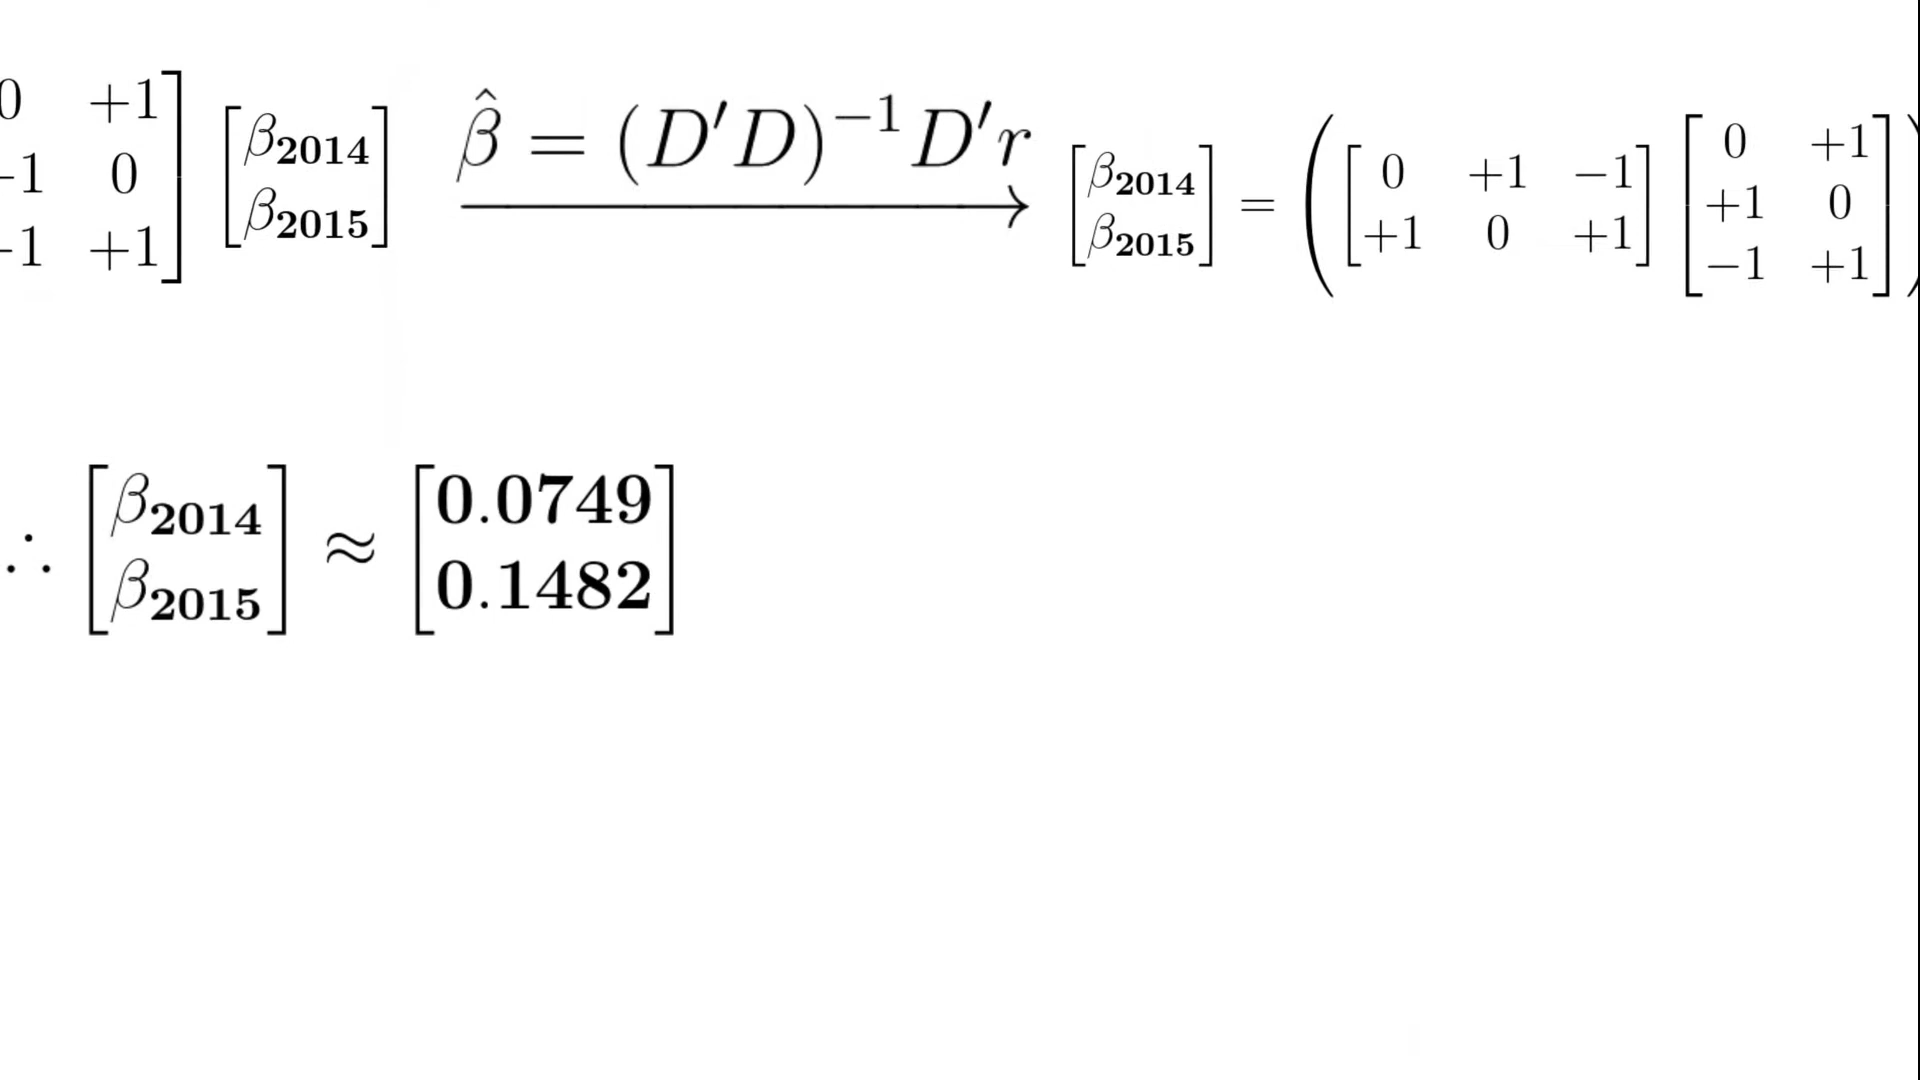 0 +1
-1 0
-1 +1
[β2014
β2015]
β̂ = (D′D)⁻¹D′r
[β2014
β2015] = ([0 +1 −1
+1 0 +1] [0 +1
+1 0
−1 +1])
∴ [β2014
β2015] ≈ [0.0749
0.1482]